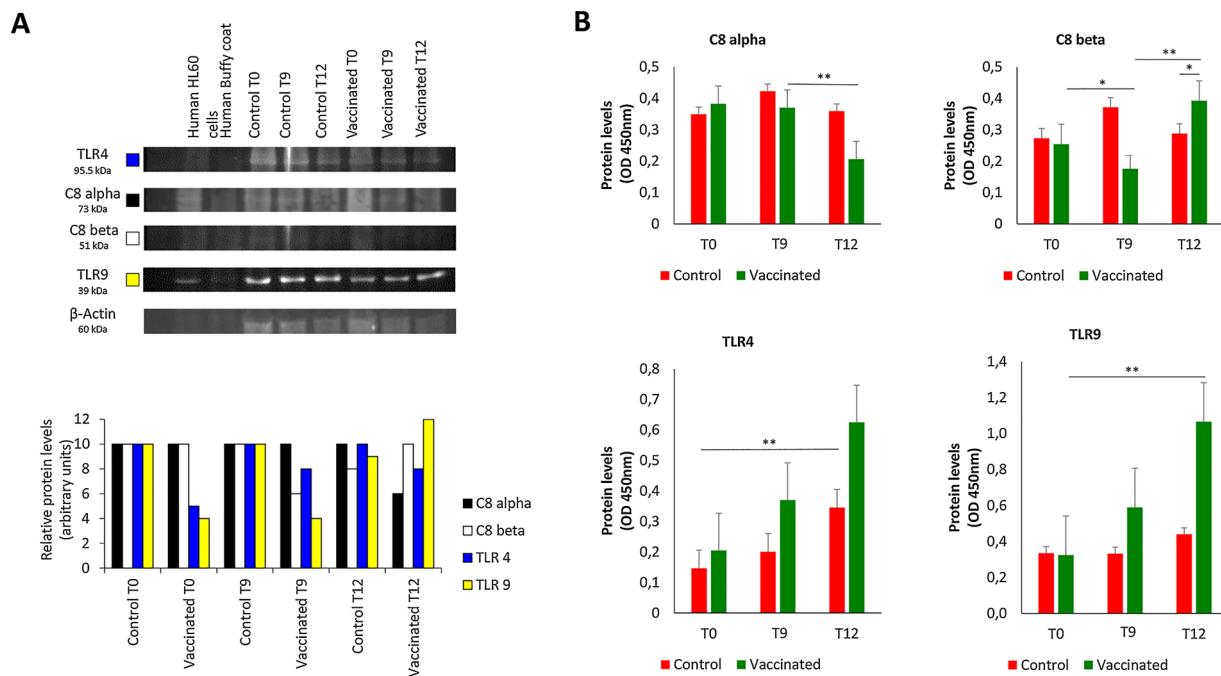 A
Human HL60
cells
Human Buffy coat
Control T0
Control T9
Control T12
Vaccinated T0
Vaccinated T9
Vaccinated T12
TLR4
95.5 kDa
C8 alpha
73 kDa
C8 beta
51 kDa
TLR9
39 kDa
β-Actin
60 kDa
Relative protein levels
(arbitrary units)
12
10
8
6
4
2
0
Control T0
Vaccinated T0
Control T9
Vaccinated T9
Control T12
Vaccinated T12
C8 alpha
C8 beta
TLR 4
TLR 9
B
C8 alpha
Protein levels
(OD 450nm)
0,5
0,4
0,3
0,2
0,1
0
**
T0 T9 T12
Control Vaccinated
C8 beta
Protein levels
(OD 450nm)
0,5
0,4
0,3
0,2
0,1
0
**
*
*
T0 T9 T12
Control Vaccinated
TLR4
Protein levels
(OD 450nm)
0,8
0,7
0,6
0,5
0,4
0,3
0,2
0,1
0
**
T0 T9 T12
Control Vaccinated
TLR9
Protein levels
(OD 450nm)
1,4
1,2
1,0
0,8
0,6
0,4
0,2
0,0
**
T0 T9 T12
Control Vaccinated